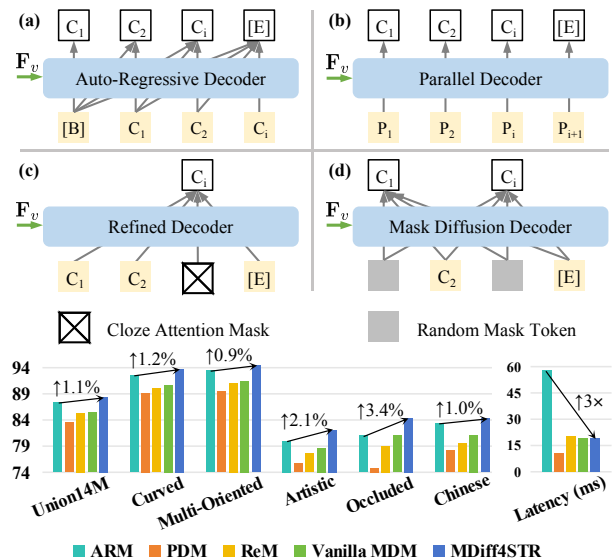 (a)
C1 C2 Ci [E]
Fv
Auto-Regressive Decoder
[B] C1 C2 Ci
(b)
C1 C2 Ci [E]
Fv
Parallel Decoder
P1 P2 Pi Pi+1
(c)
Ci
Fv
Refined Decoder
C1 C2 [E]
(d)
C1 Ci
Fv
Mask Diffusion Decoder
C2 [E]
Cloze Attention Mask
Random Mask Token
94
89
84
79
74
↑1.1%
↑1.2%
↑0.9%
↑2.1%
↑3.4%
↑1.0%
Union14M
Curved
Multi-Oriented
Artistic
Occluded
Chinese
60
45
30
15
0
↑3×
Latency (ms)
ARM PDM ReM Vanilla MDM MDiff4STR